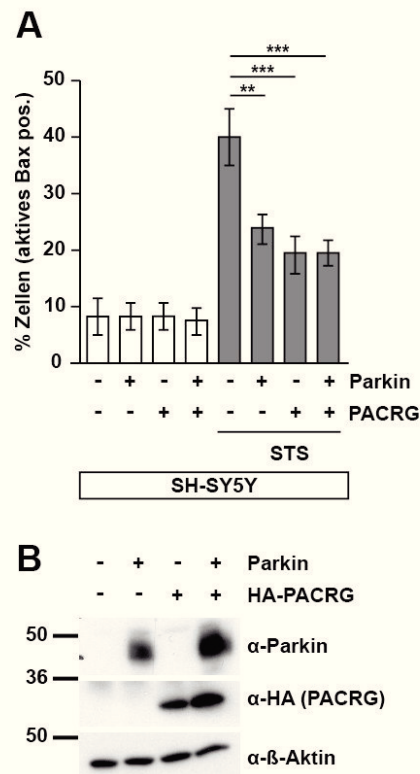 A
% Zellen (aktives Bax pos.)
50
40
30
20
10
0
***
***
**
- + - + - + - + Parkin
- - + + - - + + PACRG
STS
SH-SY5Y
B
- + - + Parkin
- - + + HA-PACRG
50
α-Parkin
36
α-HA (PACRG)
50
α-ß-Aktin